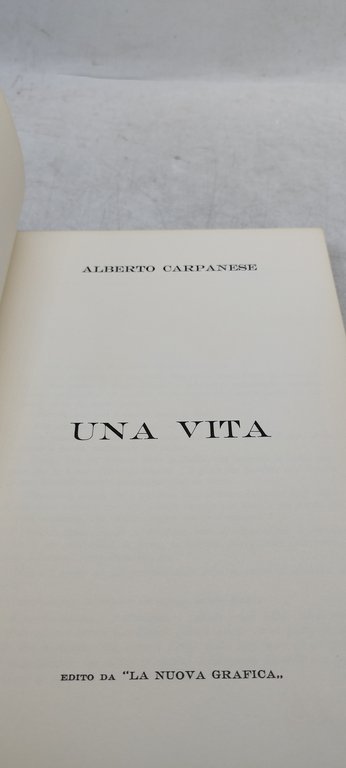 ALBERTO CARPANESE
UNA VITA
EDITO DA "LA NUOVA GRAFICA„